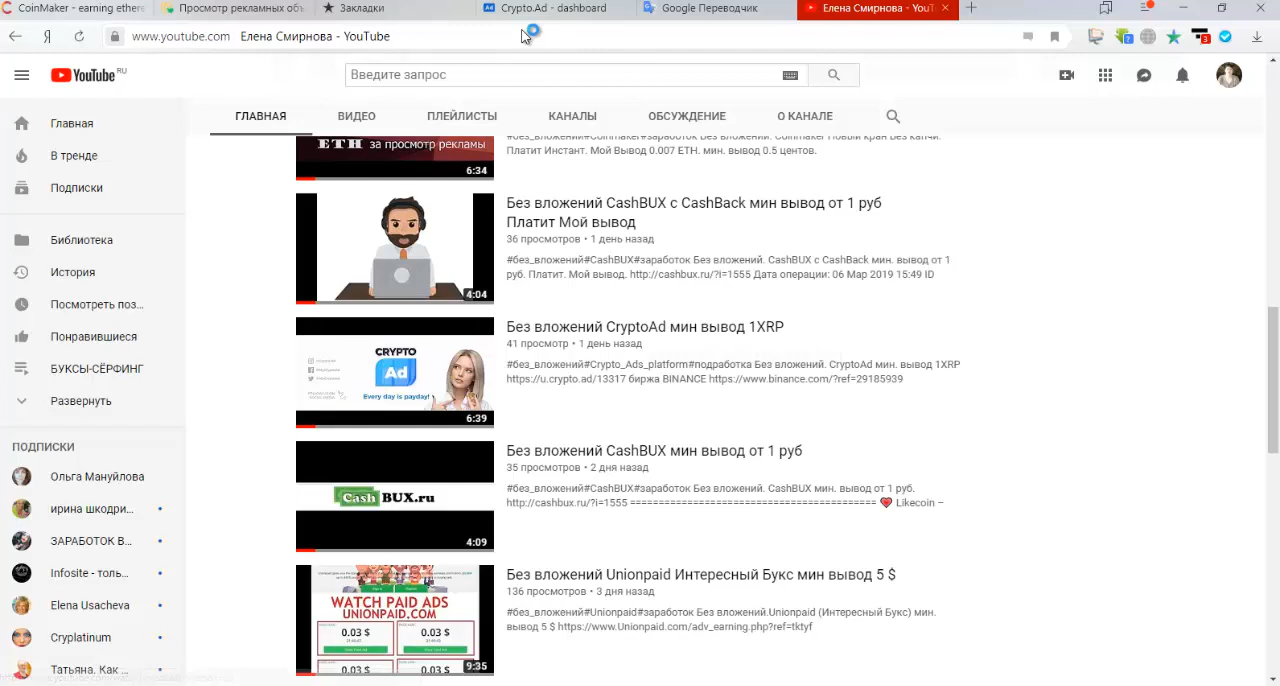 CoinMaker - earning ethere
Просмотр рекламных объ
Закладки
Crypto.Ad - dashboard
Google Переводчик
Елена Смирнова - YouT
www.youtube.com Елена Смирнова - YouTube
YouTube RU
Введите запрос
ГЛАВНАЯ ВИДЕО ПЛЕЙЛИСТЫ КАНАЛЫ ОБСУЖДЕНИЕ О КАНАЛЕ
Главная
В тренде
Подписки
Библиотека
История
Посмотреть поз...
Понравившиеся
БУКСЫ-СЁРФИНГ
Развернуть
ПОДПИСКИ
Ольга Мануйлова
ирина шкодри...
ЗАРАБОТОК В...
Infosite - толь...
Elena Usacheva
Cryplatinum
Татьяна. Как ...
ETH за просмотр рекламы
6:34
#без_вложений#Coinmaker#заработок Без вложений. Coinmaker Новый кран Без капчи.
Платит Инстант. Мой Вывод 0.007 ETH. мин. вывод 0.5 центов.
4:04
Без вложений CashBUX с CashBack мин вывод от 1 руб
Платит Мой вывод
36 просмотров • 1 день назад
#без_вложений#CashBUX#заработок Без вложений. CashBUX с CashBack мин. вывод от 1
руб. Платит. Мой вывод. http://cashbux.ru/?i=1555 Дата операции: 06 Мар 2019 15:49 ID
CRYPTO
Ad
Every day is payday!
6:39
Без вложений CryptoAd мин вывод 1XRP
41 просмотр • 1 день назад
#без_вложений#Crypto_Ads_platform#подработка Без вложений. CryptoAd мин. вывод 1XRP
https://u.crypto.ad/13317 биржа BINANCE https://www.binance.com/?ref=29185939
CashBUX.ru
4:09
Без вложений CashBUX мин вывод от 1 руб
35 просмотров • 2 дня назад
#без_вложений#CashBUX#заработок Без вложений. CashBUX мин. вывод от 1 руб.
http://cashbux.ru/?i=1555 =========================================== ❤ Likecoin –
WATCH PAID ADS
UNIONPAID.COM
0.03 $ 0.03 $
0.03 $ 0.03 $
9:35
Без вложений Unionpaid Интересный Букс мин вывод 5 $
136 просмотров • 3 дня назад
#без_вложений#Unionpaid#заработок Без вложений.Unionpaid (Интересный Букс) мин.
вывод 5 $ https://www.Unionpaid.com/adv_earning.php?ref=tktyf